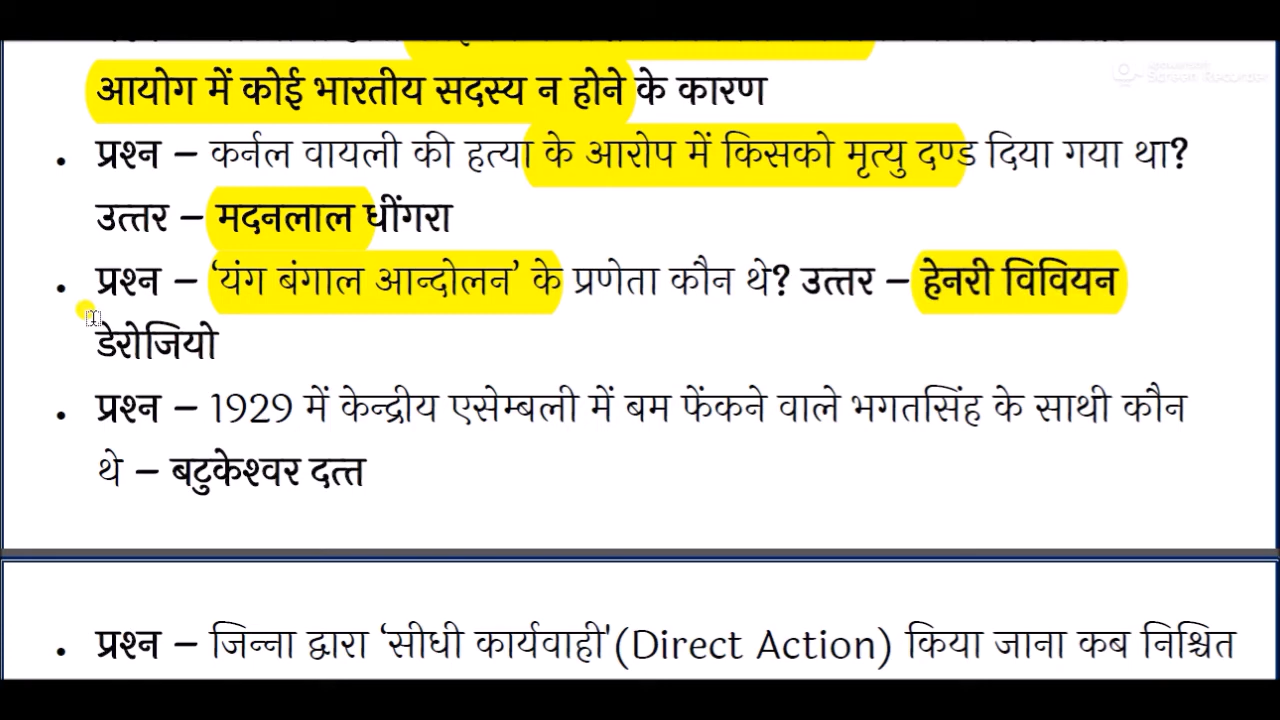 आयोग में कोई भारतीय सदस्य न होने के कारण
• प्रश्न – कर्नल वायली की हत्या के आरोप में किसको मृत्यु दण्ड दिया गया था?
उत्तर – मदनलाल धींगरा
• प्रश्न – ‘यंग बंगाल आन्दोलन’ के प्रणेता कौन थे? उत्तर – हेनरी विवियन
डेरोजियो
• प्रश्न – 1929 में केन्द्रीय एसेम्बली में बम फेंकने वाले भगतसिंह के साथी कौन
थे – बटुकेश्वर दत्त
• प्रश्न – जिन्ना द्वारा ‘सीधी कार्यवाही'(Direct Action) किया जाना कब निश्चित